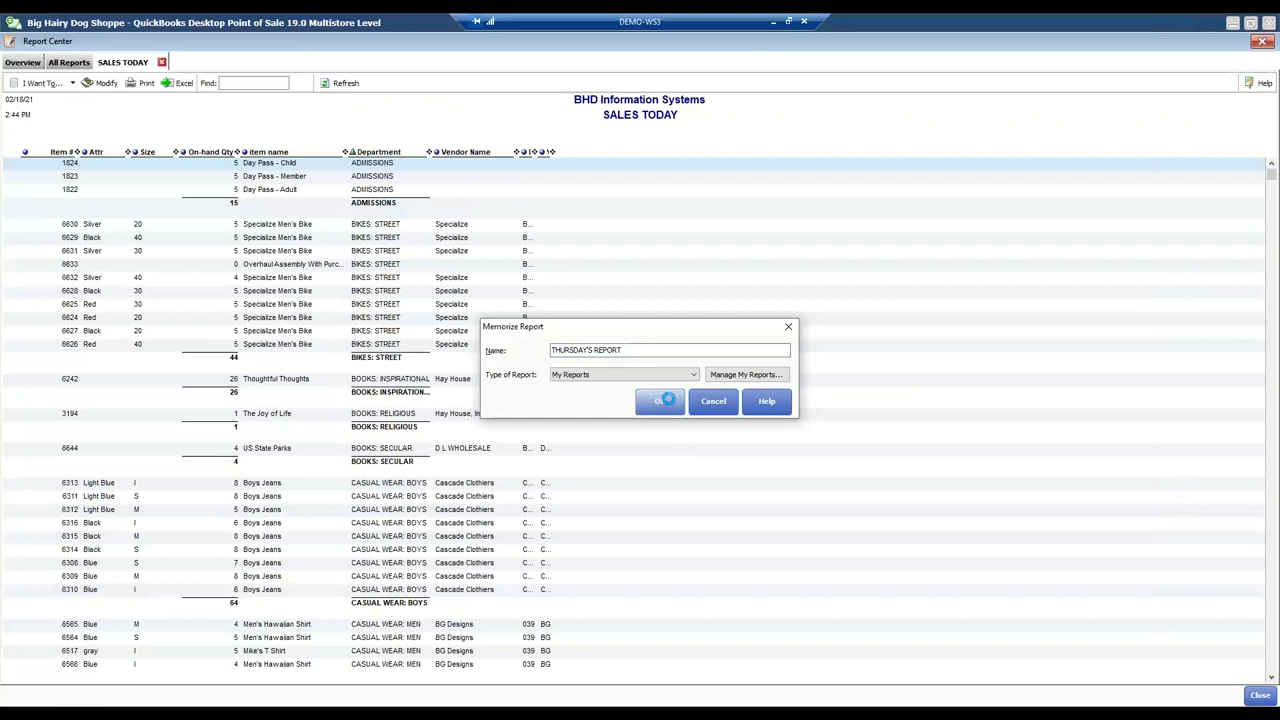 Big Hairy Dog Shoppe - QuickBooks Desktop Point of Sale 19.0 Multistore Level
DEMO-WS3
Report Center
Overview All Reports SALES TODAY
I Want To... Modify Print Excel Find: Refresh Help
02/18/21 BHD Information Systems
2:44 PM SALES TODAY
Item # Attr Size On-hand Qty item name Department Vendor Name
1824 5 Day Pass - Child ADMISSIONS
1823 5 Day Pass - Member ADMISSIONS
1822 5 Day Pass - Adult ADMISSIONS
15 ADMISSIONS
6630 Silver 20 5 Specialize Men's Bike BIKES: STREET Specialize B...
6629 Black 40 5 Specialize Men's Bike BIKES: STREET Specialize B...
6631 Silver 30 5 Specialize Men's Bike BIKES: STREET Specialize B...
6633 0 Overhaul Assembly With Purc... BIKES: STREET B...
6632 Silver 40 4 Specialize Men's Bike BIKES: STREET Specialize B...
6628 Black 30 5 Specialize Men's Bike BIKES: STREET Specialize B...
6625 Red 30 5 Specialize Men's Bike BIKES: STREET Specialize B...
6624 Red 20 5 Specialize Men's Bike BIKES: STREET Specialize
6627 Black 20 5 Specialize Men's Bike BIKES: STREET
6626 Red 40 5 Specialize Men's Bike BIKES: STREET
44 BIKES: STREET
6242 26 Thoughtful Thoughts BOOKS: INSPIRATIONAL Hay House
26 BOOKS: INSPIRATION...
3194 1 The Joy of Life BOOKS: RELIGIOUS Hay House, In
1 BOOKS: RELIGIOUS
6644 4 US State Parks BOOKS: SECULAR D L WHOLESALE B... D...
4 BOOKS: SECULAR
6313 Light Blue l 8 Boys Jeans CASUAL WEAR: BOYS Cascade Clothiers C... C...
6311 Light Blue S 8 Boys Jeans CASUAL WEAR: BOYS Cascade Clothiers C... C...
6312 Light Blue M 5 Boys Jeans CASUAL WEAR: BOYS Cascade Clothiers C... C...
6316 Black l 6 Boys Jeans CASUAL WEAR: BOYS Cascade Clothiers C... C...
6315 Black M 8 Boys Jeans CASUAL WEAR: BOYS Cascade Clothiers C... C...
6314 Black S 8 Boys Jeans CASUAL WEAR: BOYS Cascade Clothiers C... C...
6308 Blue S 7 Boys Jeans CASUAL WEAR: BOYS Cascade Clothiers C... C...
6309 Blue M 8 Boys Jeans CASUAL WEAR: BOYS Cascade Clothiers C... C...
6310 Blue l 6 Boys Jeans CASUAL WEAR: BOYS Cascade Clothiers C... C...
64 CASUAL WEAR: BOYS
6565 Blue M 4 Men's Hawaiian Shirt CASUAL WEAR: MEN BG Designs 039 BG
6564 Blue S 5 Men's Hawaiian Shirt CASUAL WEAR: MEN BG Designs 039 BG
6517 gray l 5 Mike's T Shirt CASUAL WEAR: MEN BG Designs 039 BG
6566 Blue l 4 Men's Hawaiian Shirt CASUAL WEAR: MEN BG Designs 039 BG
Memorize Report
Name: THURSDAY'S REPORT
Type of Report: My Reports Manage My Reports...
Cancel Help
Close